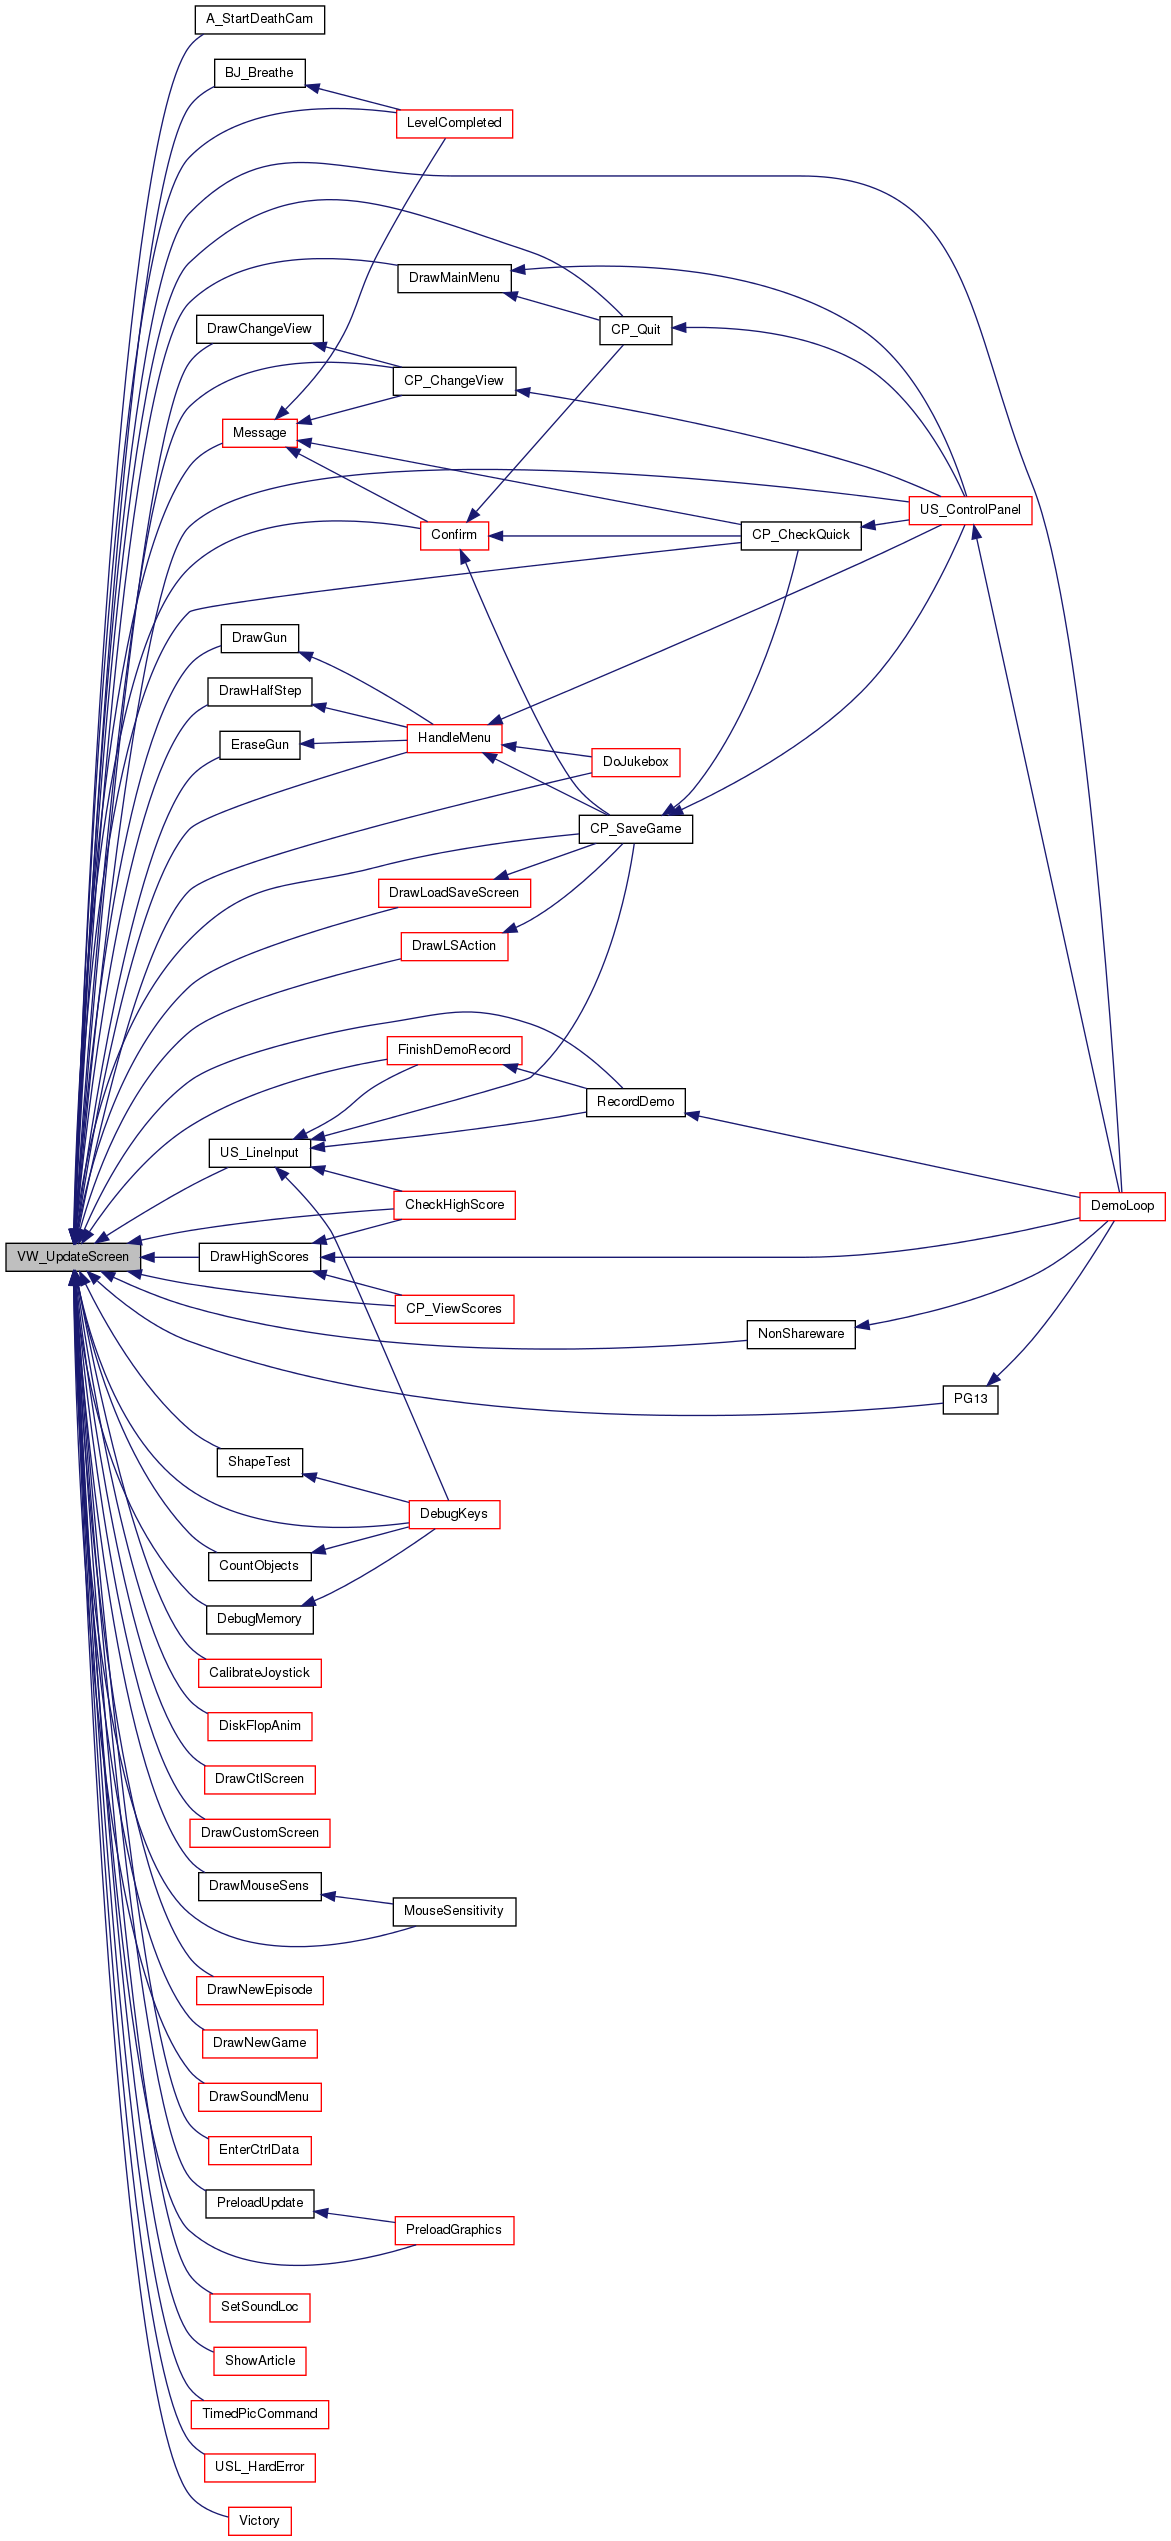 A_StartDeathCam
BJ_Breathe
LevelCompleted
DrawMainMenu
DrawChangeView
CP_Quit
CP_ChangeView
Message
US_ControlPanel
Confirm
CP_CheckQuick
DrawGun
DrawHalfStep
HandleMenu
EraseGun
DoJukebox
CP_SaveGame
DrawLoadSaveScreen
DrawLSAction
FinishDemoRecord
RecordDemo
US_LineInput
CheckHighScore
DemoLoop
VW_UpdateScreen
DrawHighScores
CP_ViewScores
NonShareware
PG13
ShapeTest
DebugKeys
CountObjects
DebugMemory
CalibrateJoystick
DiskFlopAnim
DrawCtlScreen
DrawCustomScreen
DrawMouseSens
MouseSensitivity
DrawNewEpisode
DrawNewGame
DrawSoundMenu
EnterCtrlData
PreloadUpdate
PreloadGraphics
SetSoundLoc
ShowArticle
TimedPicCommand
USL_HardError
Victory